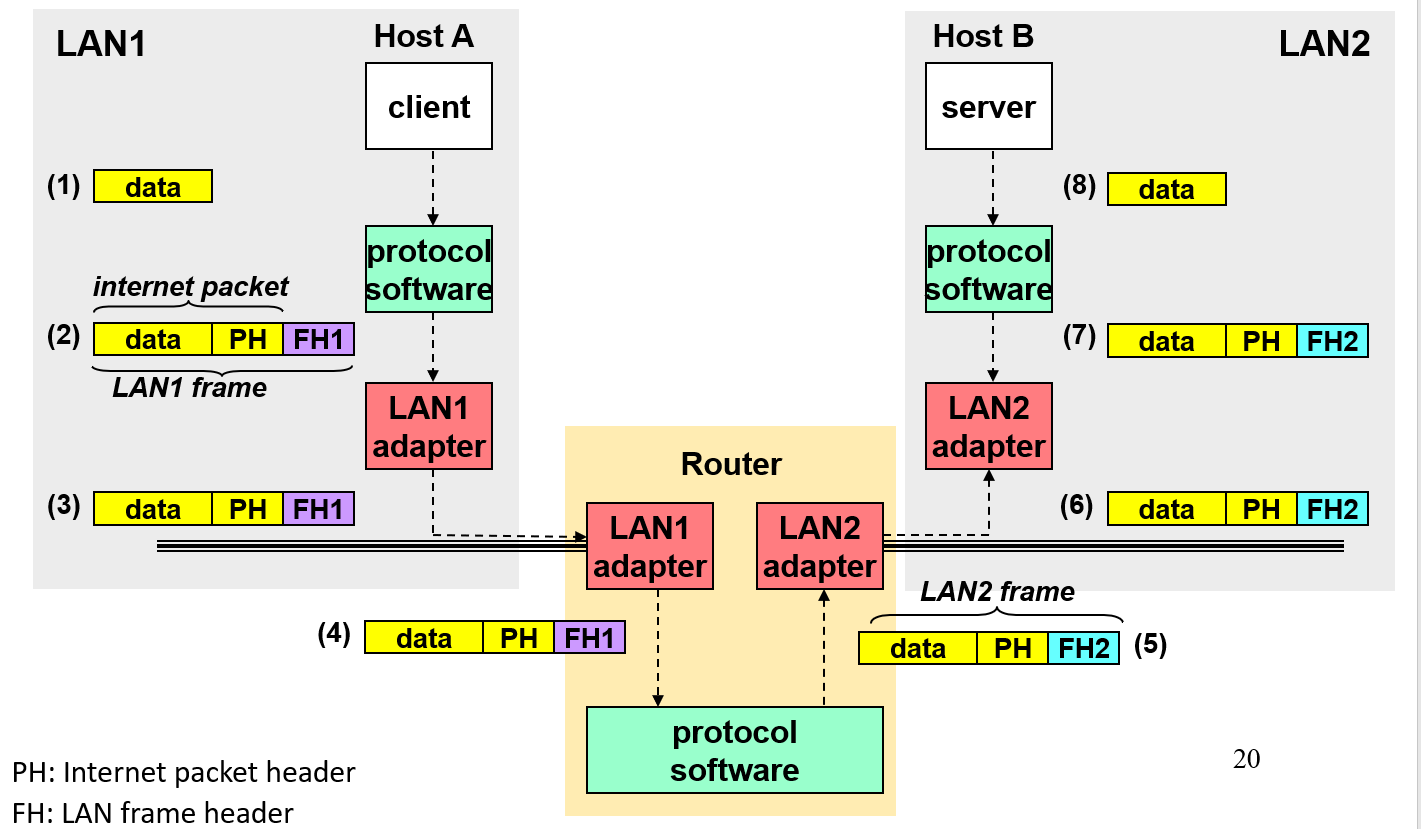 LAN1
Host A
client
(1)
data
protocol
software
internet packet
(2)
data PH FH1
LAN1 frame
LAN1
adapter
(3)
data PH FH1
Host B
LAN2
server
(8)
data
protocol
software
(7)
data PH FH2
LAN2
adapter
(6)
data PH FH2
Router
LAN1
adapter
LAN2
adapter
(4)
data PH FH1
LAN2 frame
data PH FH2
(5)
protocol
software
20
PH: Internet packet header
FH: LAN frame header